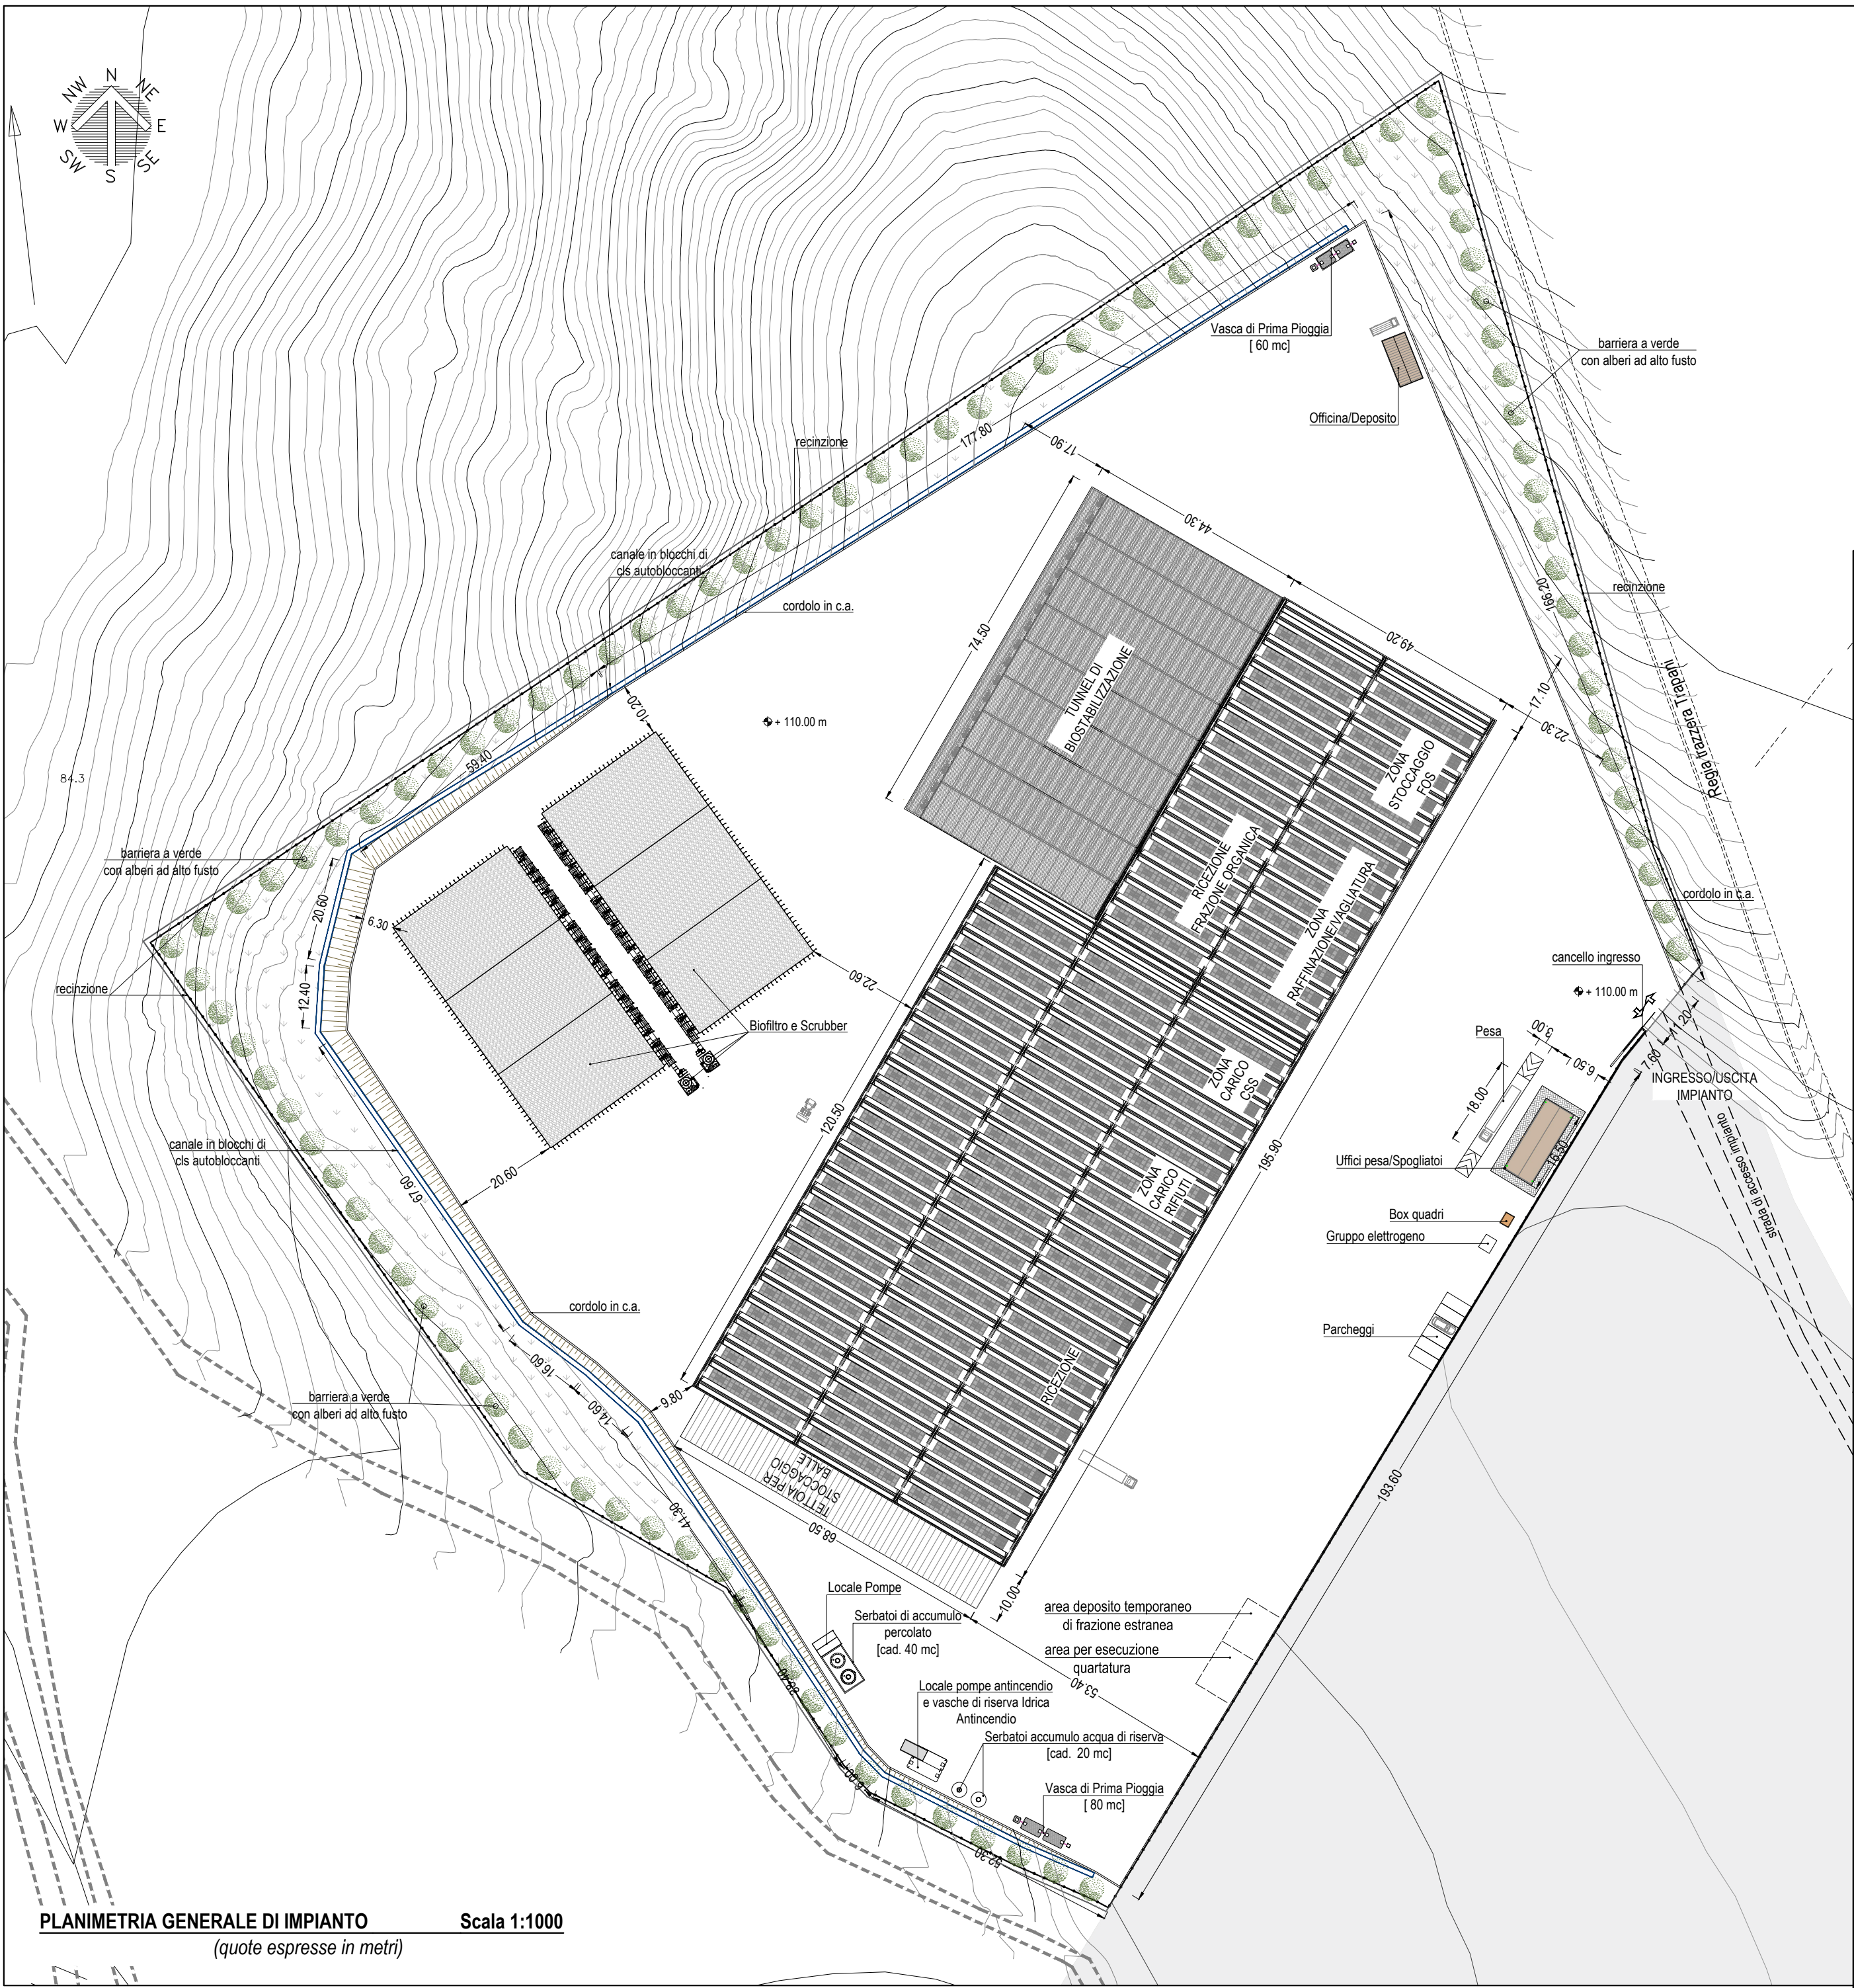 N
NW
NE
W
E
SW
SE
S
Vasca di Prima Pioggia
[ 60 mc]
barriera a verde
con alberi ad alto fusto
Officina/Deposito
recinzione
177.80
17.90
44.30
canale in blocchi di
cls autobloccanti
cordolo in c.a.
74.50
TUNNEL DI
BIOSTABILIZZAZIONE
49.20
166.20
recinzione
17.10
22.30
Regia trazzera Trapani
10.20
+ 110.00 m
59.40
84.3
ZONA
STOCCAGGIO
FOS
barriera a verde
con alberi ad alto fusto
20.60
6.30
12.40
recinzione
RICEZIONE
FRAZIONE ORGANICA
ZONA
RAFFINAZIONE/VAGLIATURA
cordolo in c.a.
cancello ingresso
+ 110.00 m
22.60
Biofiltro e Scrubber
Pesa
3.00
6.50
11.20
7.60
INGRESSO/USCITA
IMPIANTO
18.00
16.50
strada di accesso impianto
ZONA
CARICO
CSS
120.50
195.90
canale in blocchi di
cls autobloccanti
20.60
67.60
Uffici pesa/Spogliatoi
ZONA
CARICO
RIFIUTI
Box quadri
Gruppo elettrogeno
cordolo in c.a.
Parcheggi
16.60
14.60
9.80
barriera a verde
con alberi ad alto fusto
RICEZIONE
TETTOIA PER
STOCCAGGIO
BALLE
68.50
41.30
193.60
10.00
Locale Pompe
Serbatoi di accumulo
percolato
[cad. 40 mc]
area deposito temporaneo
di frazione estranea
area per esecuzione
quartatura
53.40
Locale pompe antincendio
e vasche di riserva Idrica
Antincendio
Serbatoi accumulo acqua di riserva
[cad. 20 mc]
Vasca di Prima Pioggia
[ 80 mc]
52.30
PLANIMETRIA GENERALE DI IMPIANTO Scala 1:1000
(quote espresse in metri)